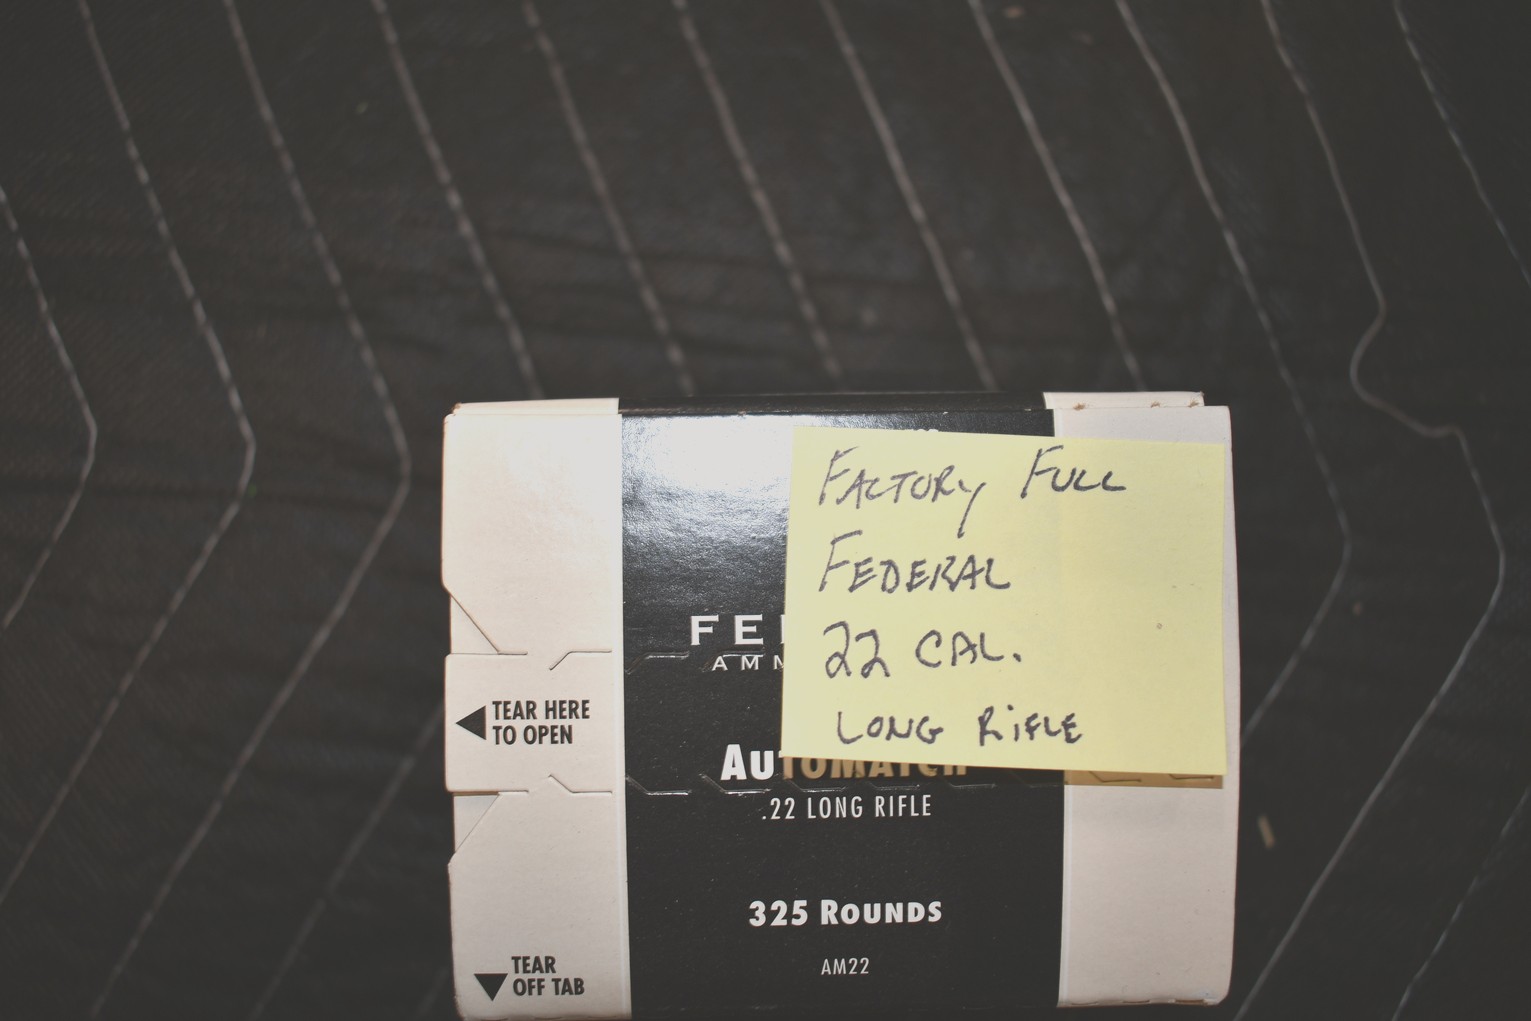 FACTORY FULL
FEDERAL
22 CAL.
LONG RIFLE
TEAR HERE
TO OPEN
AUTOMATCH
.22 LONG RIFLE
325 ROUNDS
AM22
TEAR
OFF TAB